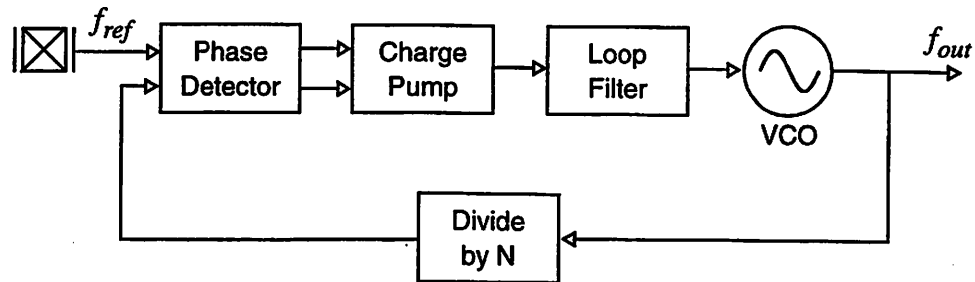 f_ref
Phase
Detector
Charge
Pump
Loop
Filter
VCO
f_out
Divide
by N